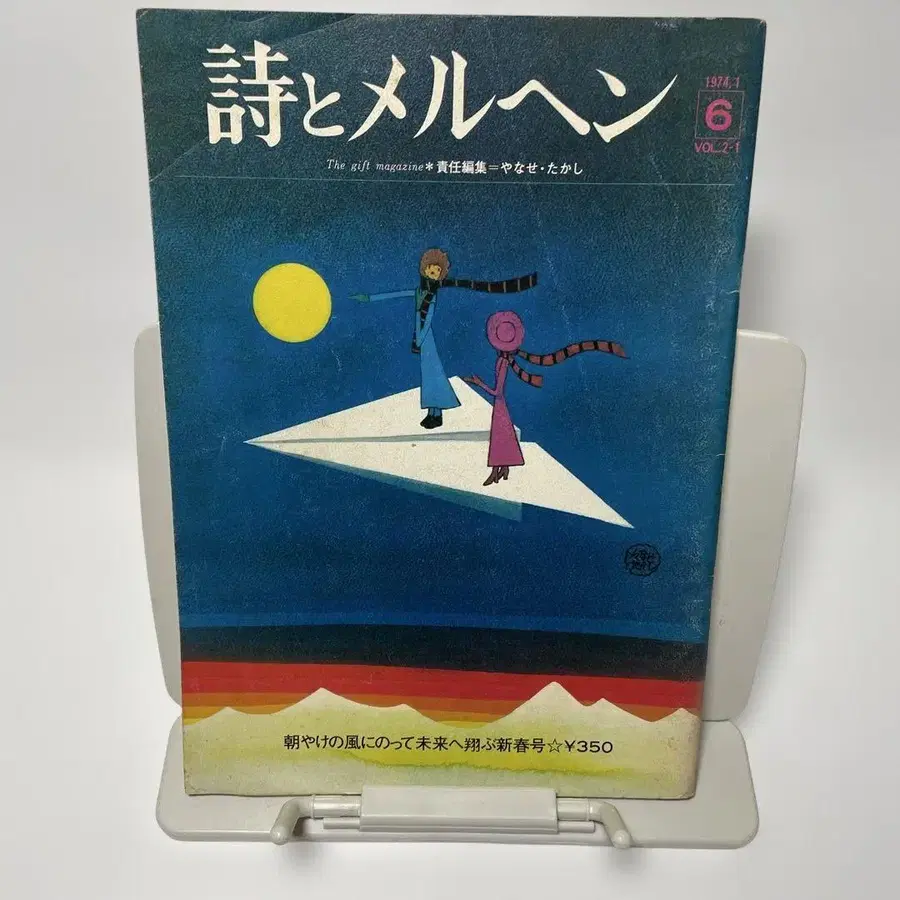 詩とメルヘン
1974.1
6
VOL.2-1
The gift magazine*責任編集=やなせ・たかし
朝やけの風にのって未来へ翔ぶ新春号☆¥350